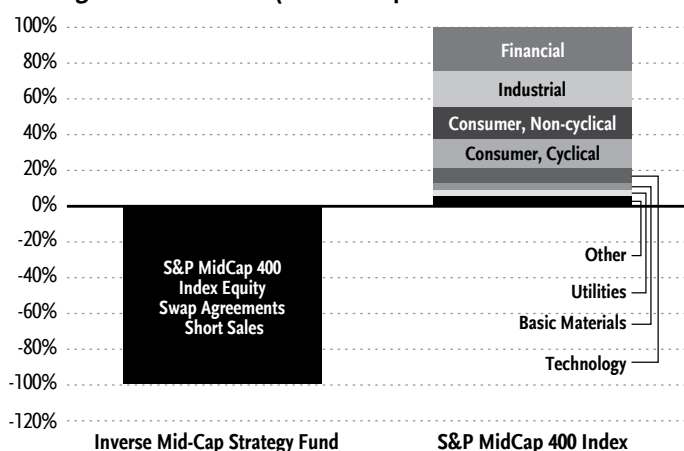 100%
80%
60%
40%
20%
0%
-20%
-40%
-60%
-80%
-100%
-120%
Financial
Industrial
Consumer, Non-cyclical
Consumer, Cyclical
S&P MidCap 400
Index Equity
Swap Agreements
Short Sales
Other
Utilities
Basic Materials
Technology
Inverse Mid-Cap Strategy Fund
S&P MidCap 400 Index